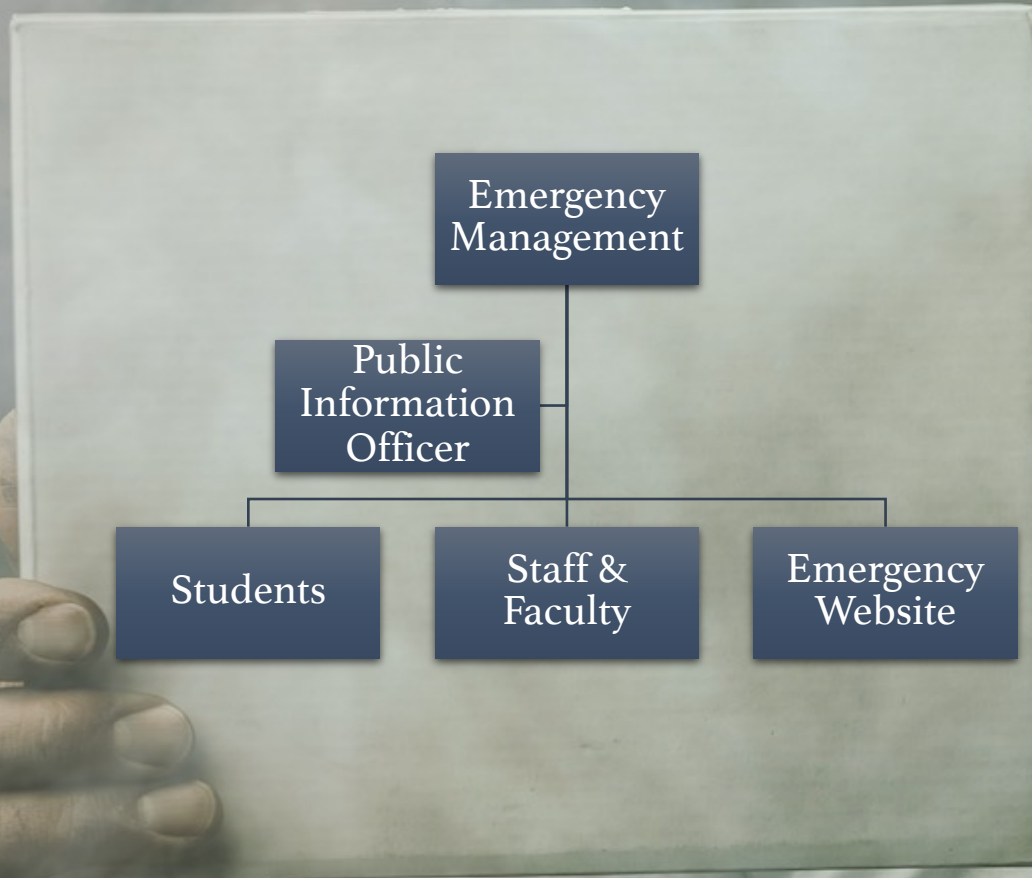 Emergency
Management
Public
Information
Officer
Students
Staff &
Faculty
Emergency
Website